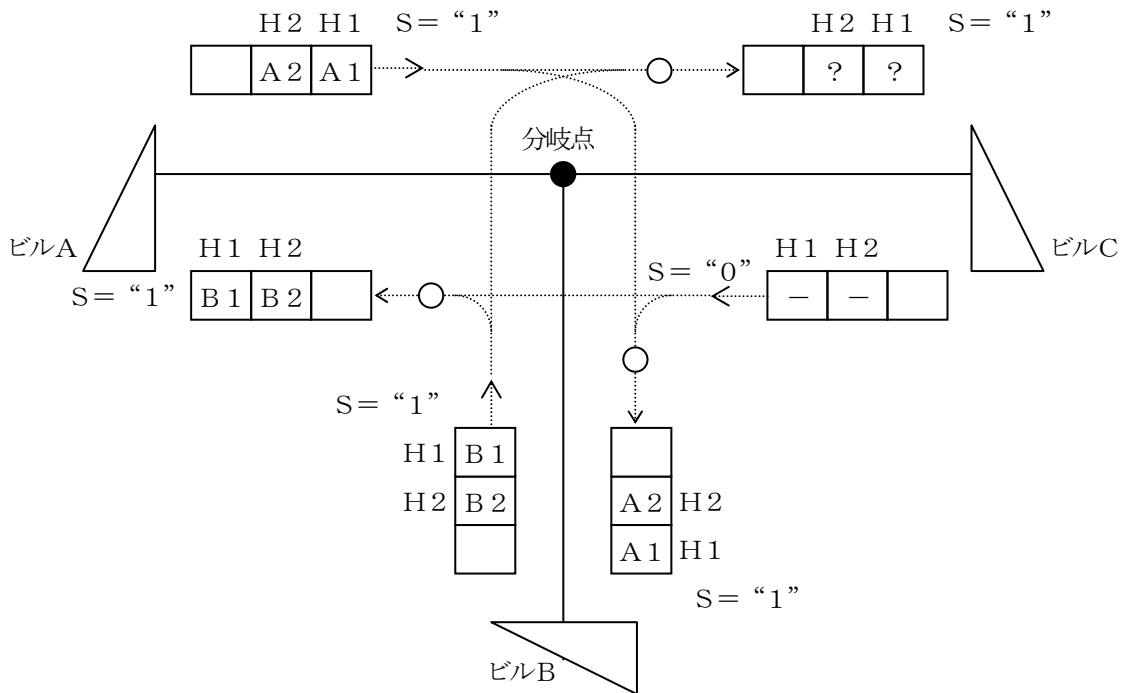 H2 H1 S=“1”
A2 A1
H2 H1 S=“1”
? ?
分岐点
ビルA
ビルC
H1 H2
S=“1” B1 B2
S=“0” H1 H2
- -
S=“1”
H1 B1
H2 B2
A2 H2
A1 H1
S=“1”
ビルB